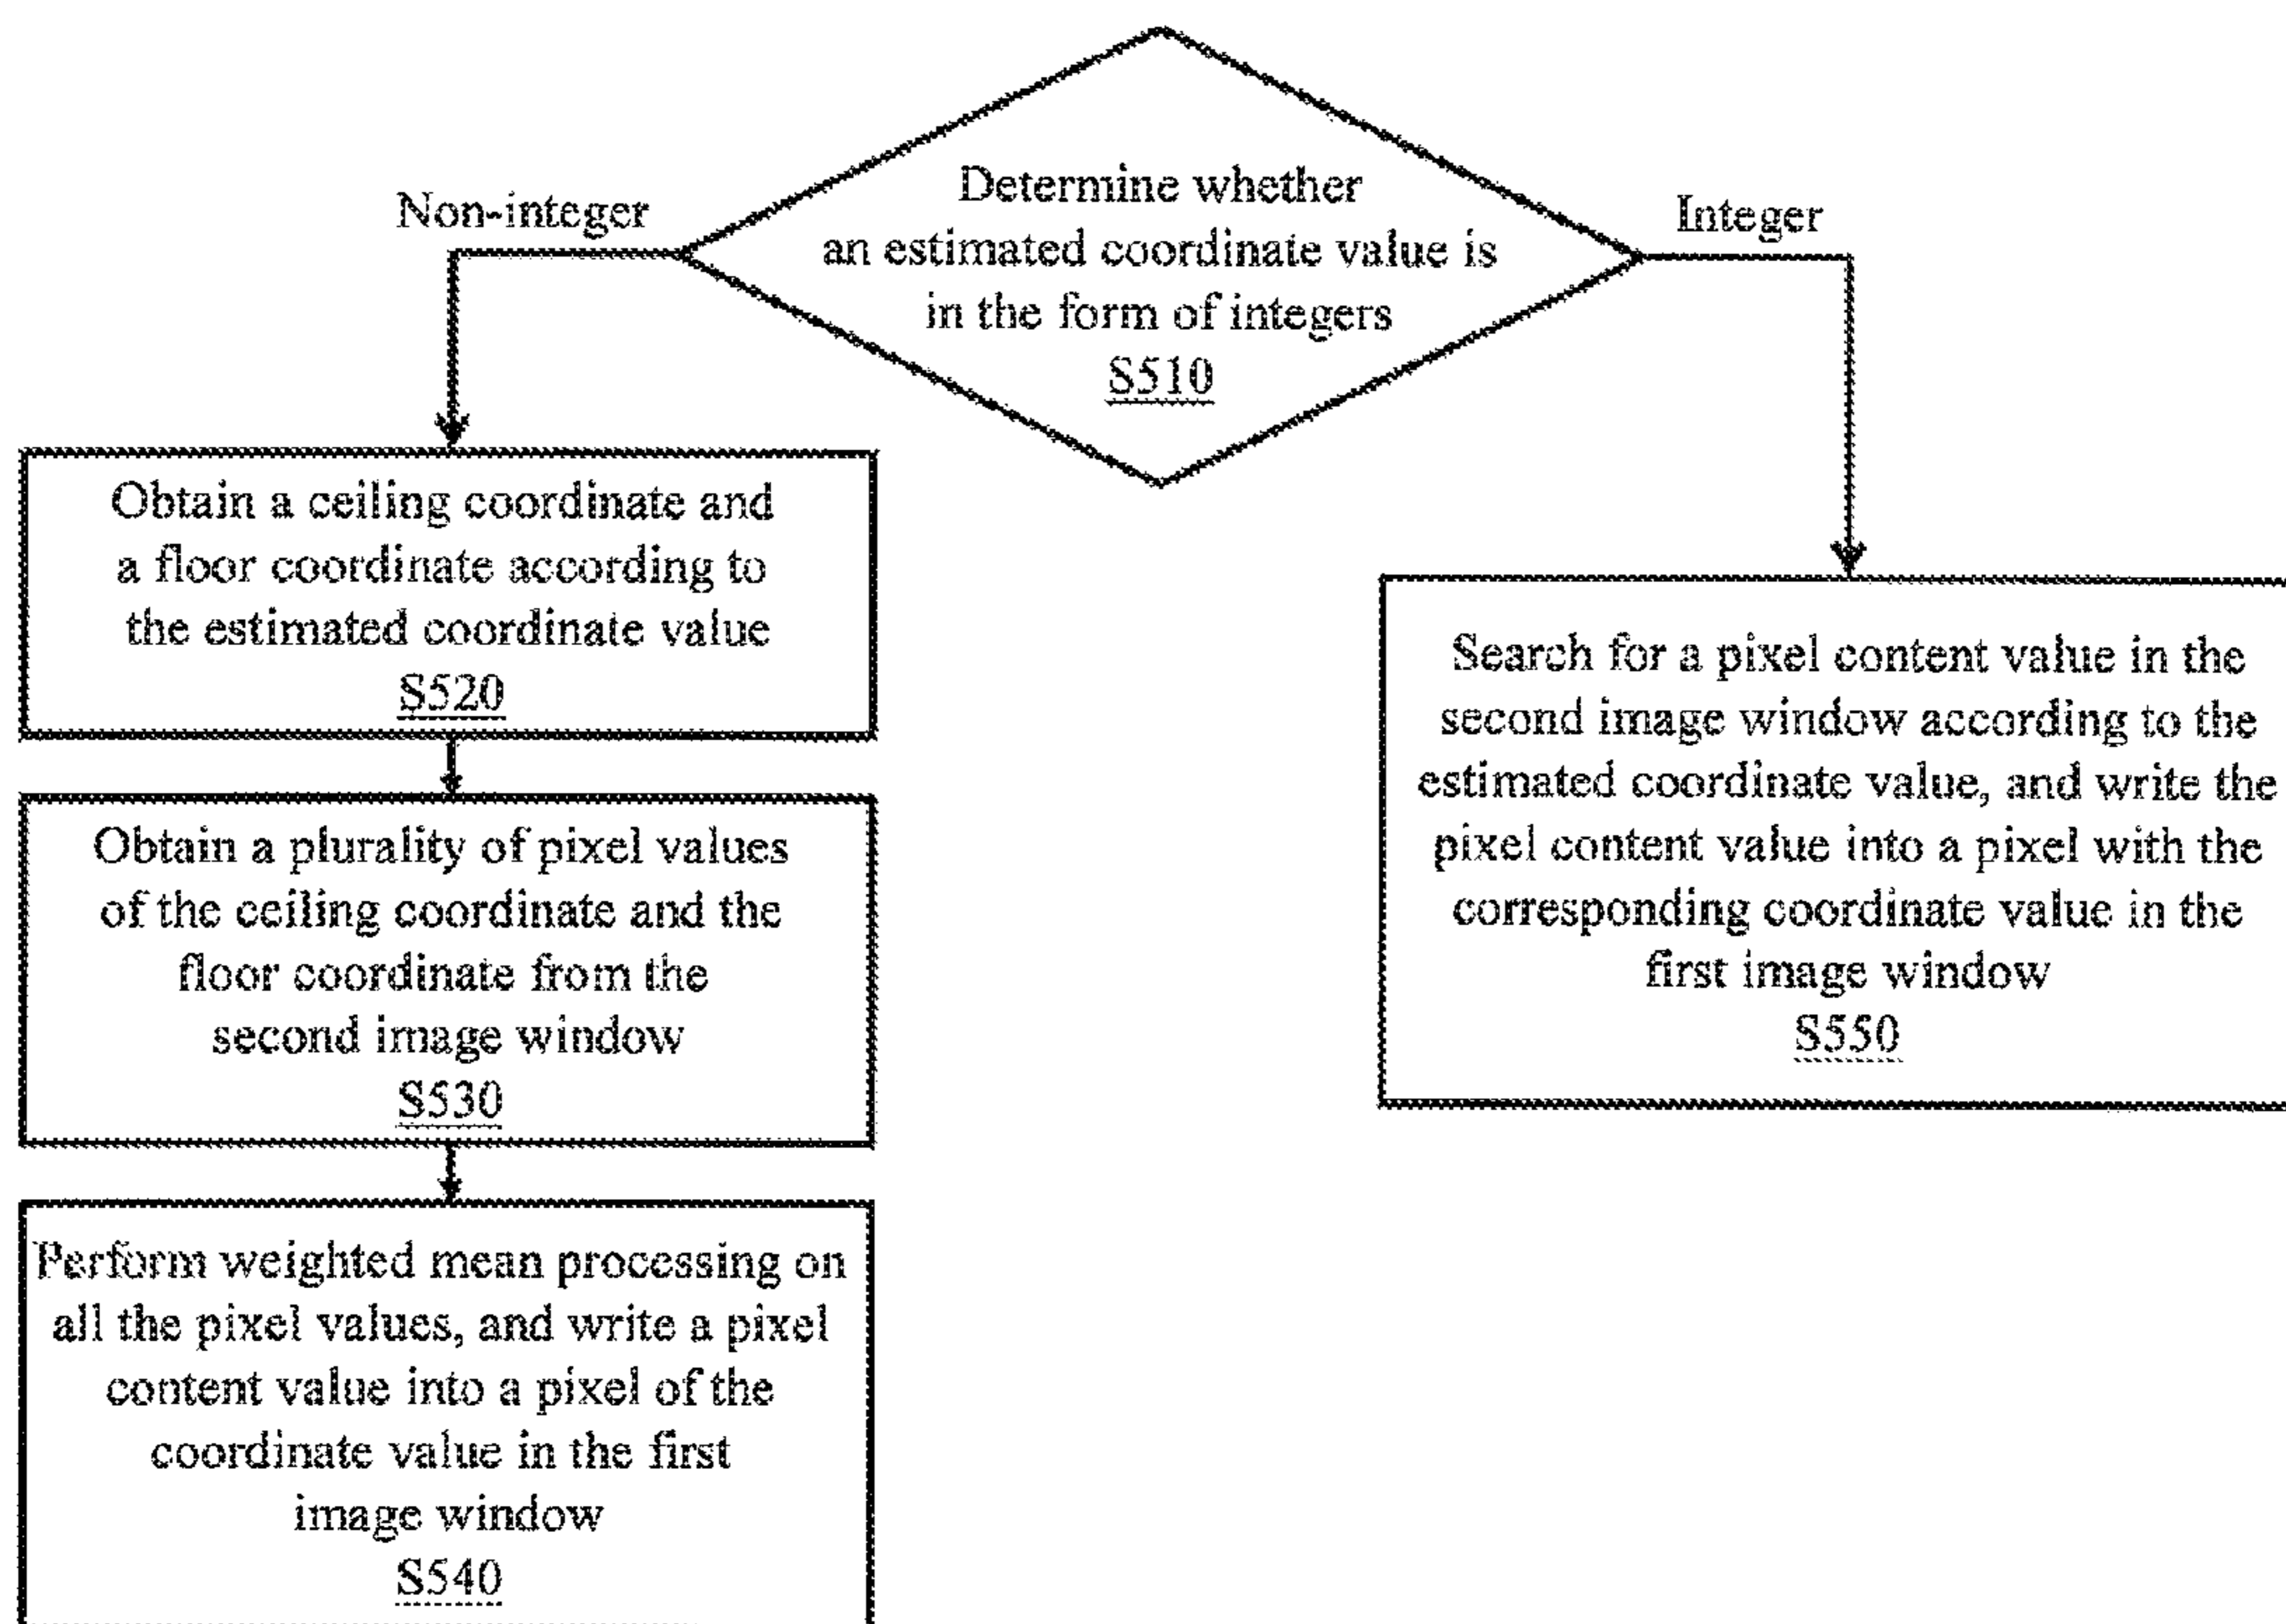 Determine whether
an estimated coordinate value is
in the form of integers
S510
Non-integer
Integer
Obtain a ceiling coordinate and
a floor coordinate according to
the estimated coordinate value
S520
Obtain a plurality of pixel values
of the ceiling coordinate and the
floor coordinate from the
second image window
S530
Perform weighted mean processing on
all the pixel values, and write a pixel
content value into a pixel of the
coordinate value in the first
image window
S540
Search for a pixel content value in the
second image window according to the
estimated coordinate value, and write the
pixel content value into a pixel with the
corresponding coordinate value in the
first image window
S550